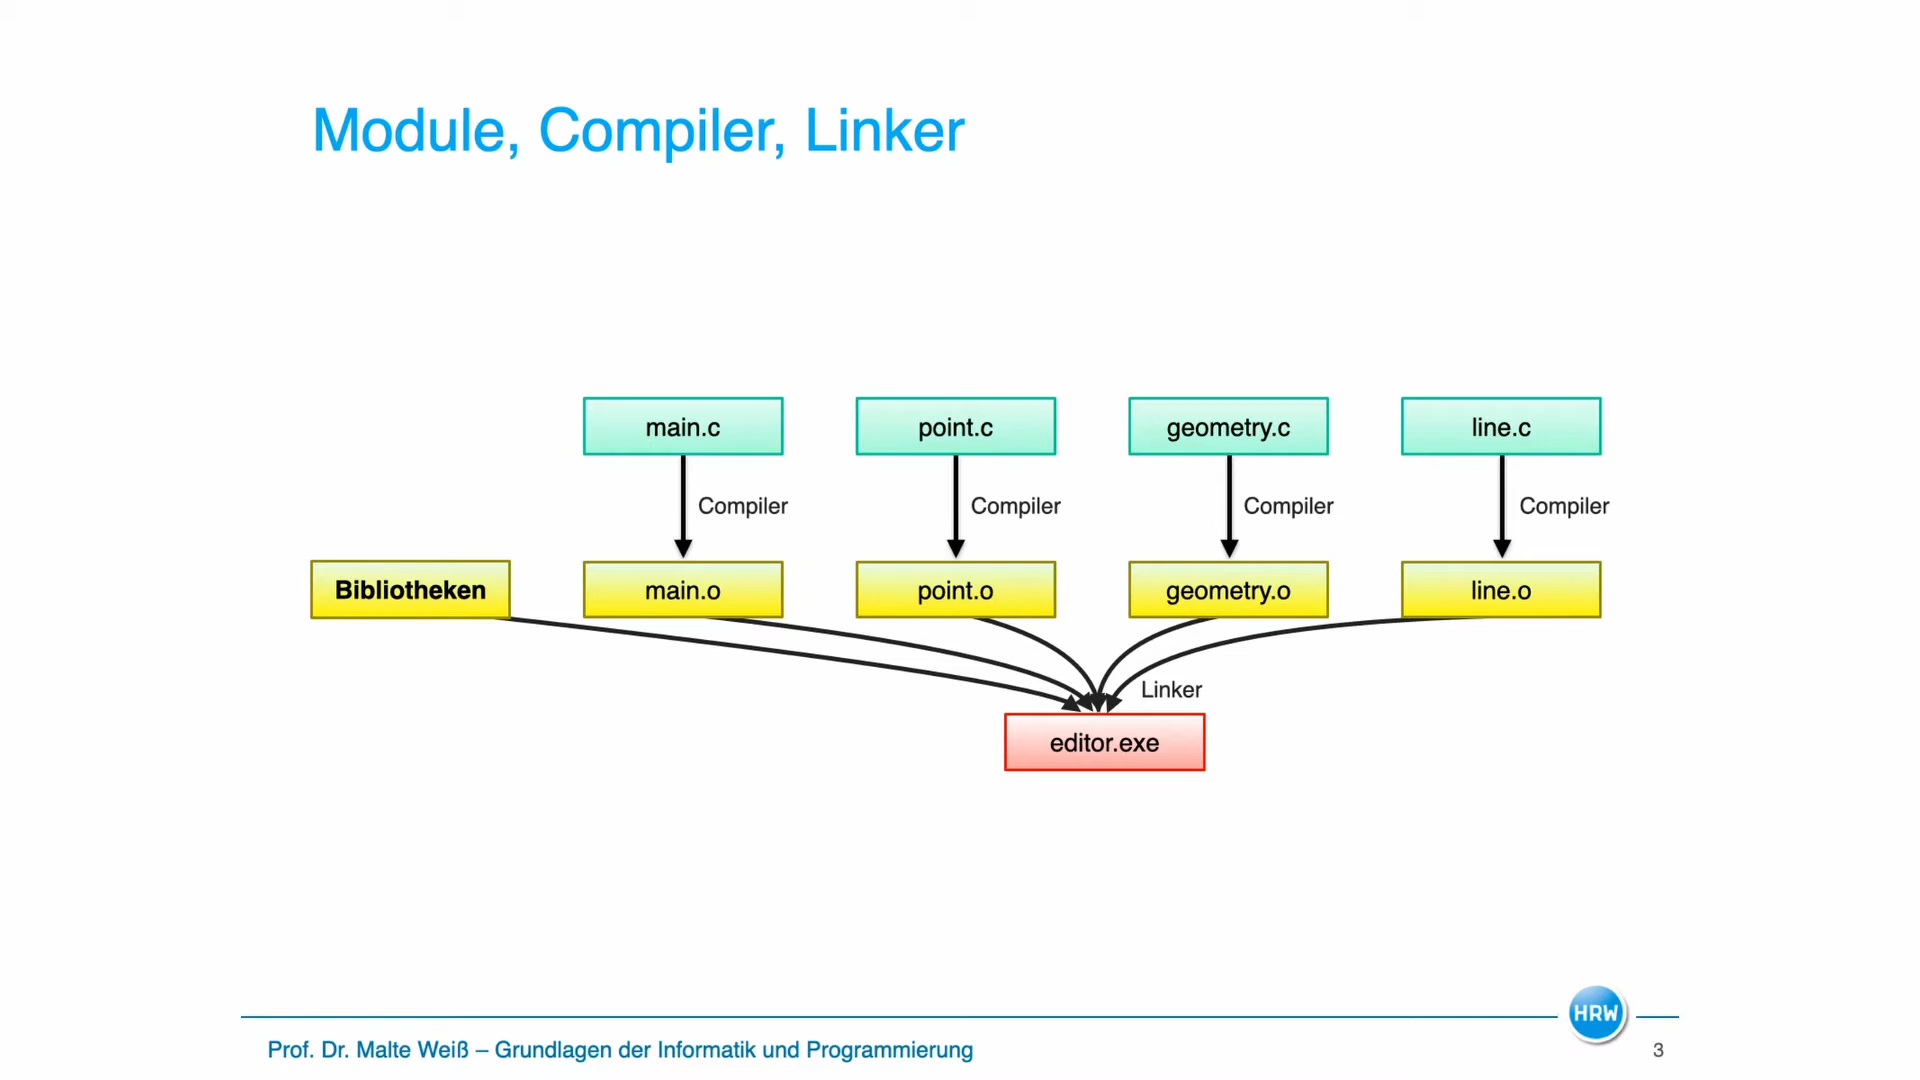 Module, Compiler, Linker
main.c
point.c
geometry.c
line.c
Compiler
Compiler
Compiler
Compiler
Bibliotheken
main.o
point.o
geometry.o
line.o
Linker
editor.exe
HRW
Prof. Dr. Malte Weiß – Grundlagen der Informatik und Programmierung
3